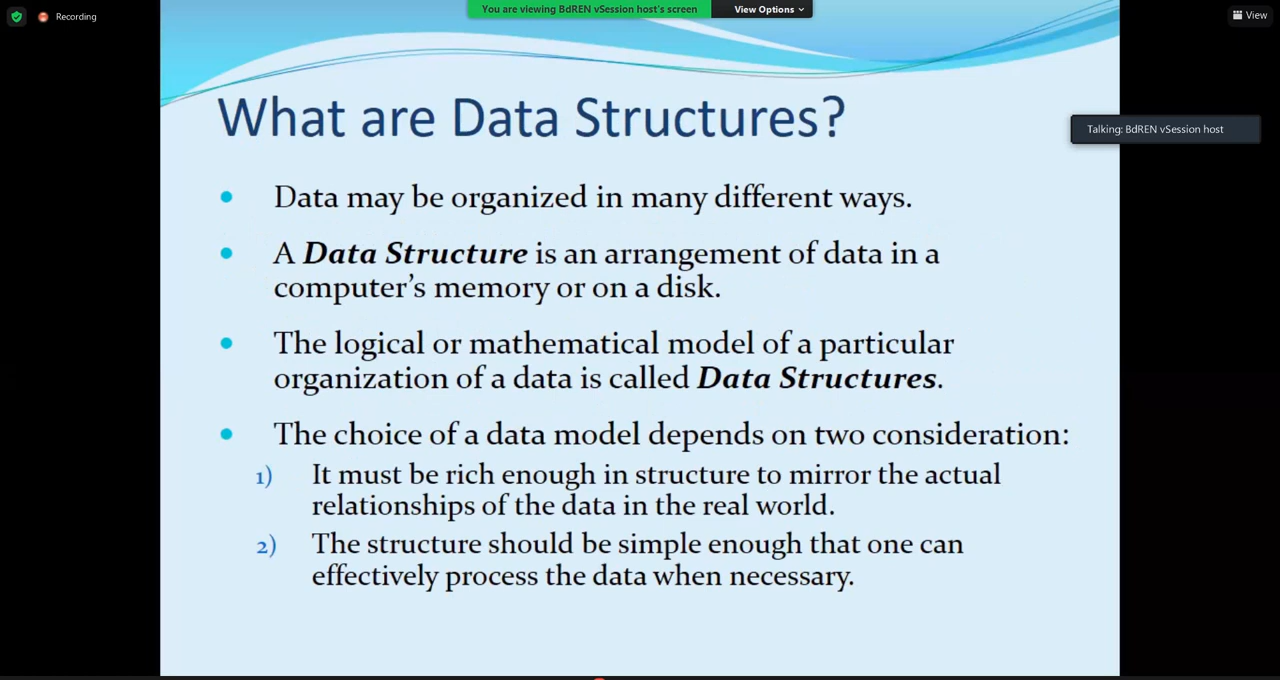 Recording
You are viewing BdREN vSession host's screen
View Options
View
Talking: BdREN vSession host
What are Data Structures?
Data may be organized in many different ways.
A Data Structure is an arrangement of data in a
computer's memory or on a disk.
The logical or mathematical model of a particular
organization of a data is called Data Structures.
The choice of a data model depends on two consideration:
1) It must be rich enough in structure to mirror the actual
relationships of the data in the real world.
2) The structure should be simple enough that one can
effectively process the data when necessary.